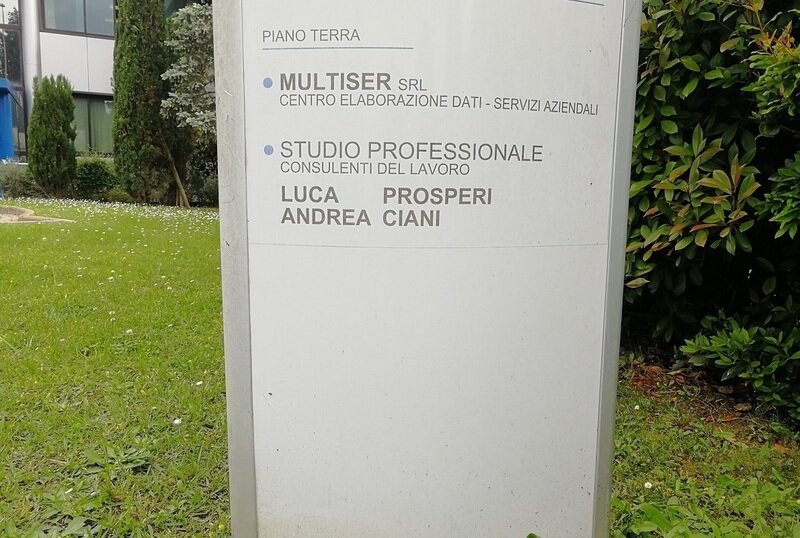 PIANO TERRA
MULTISER SRL
CENTRO ELABORAZIONE DATI - SERVIZI AZIENDALI
STUDIO PROFESSIONALE
CONSULENTI DEL LAVORO
LUCA PROSPERI
ANDREA CIANI